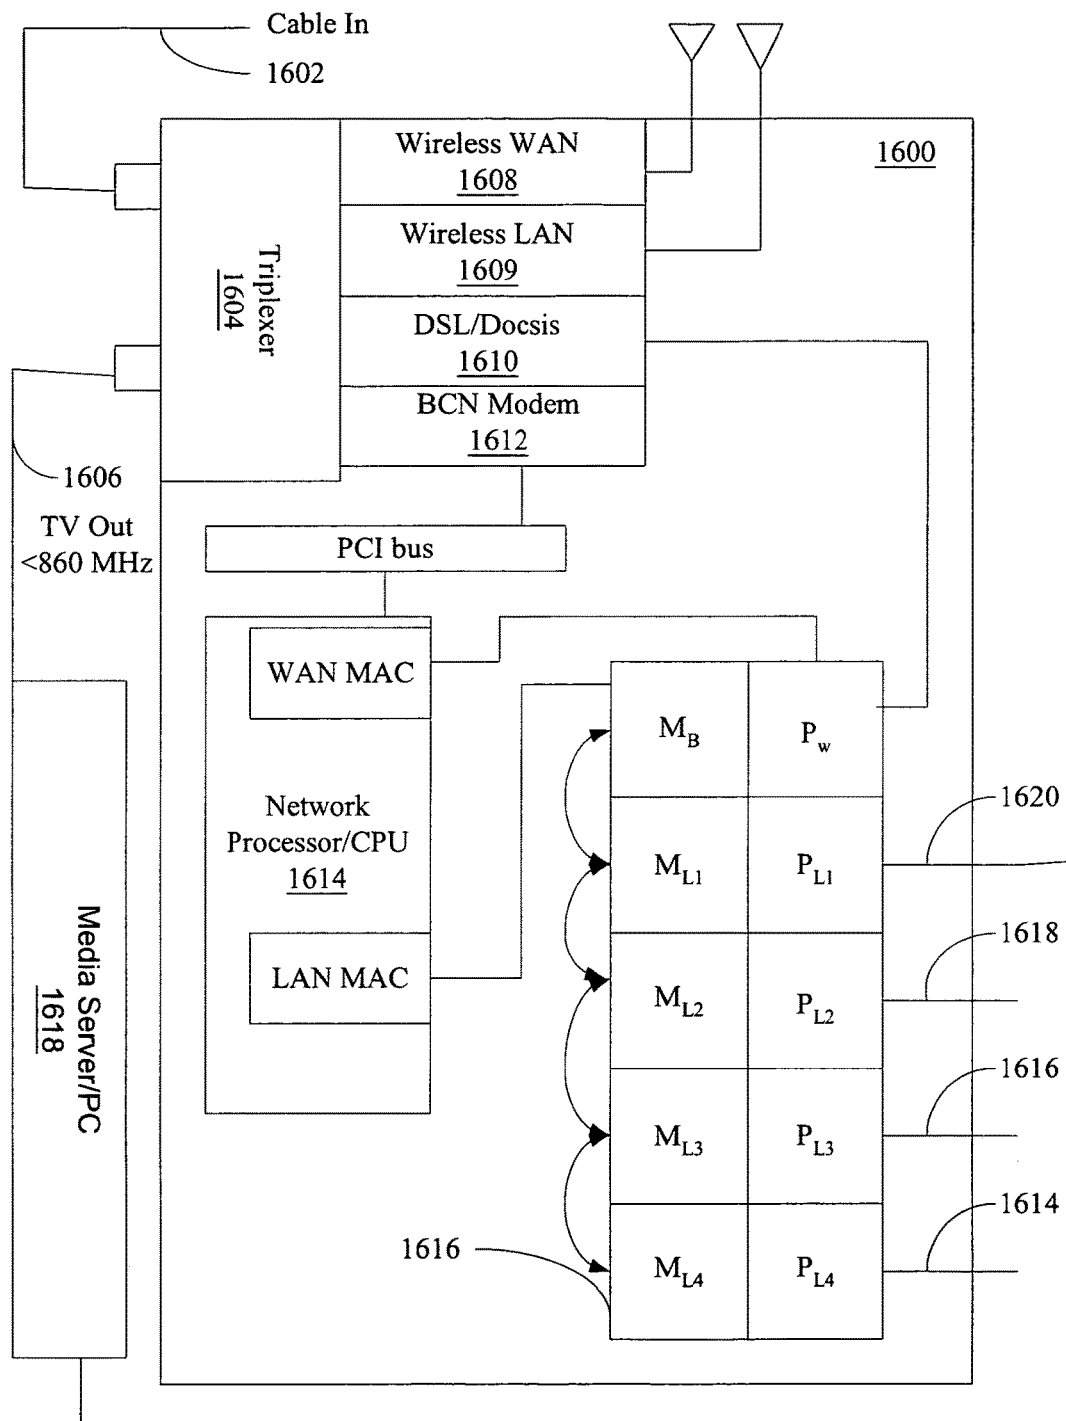 Cable In
1602
1600
Wireless WAN
1608
Wireless LAN
1609
DSL/Docsis
1610
BCN Modem
1612
Triplexer
1604
1606
TV Out
<860 MHz
PCI bus
WAN MAC
Network
Processor/CPU
1614
LAN MAC
Media Server/PC
1618
M_B P_w
M_L1 P_L1
M_L2 P_L2
M_L3 P_L3
M_L4 P_L4
1620
1618
1616
1614
1616